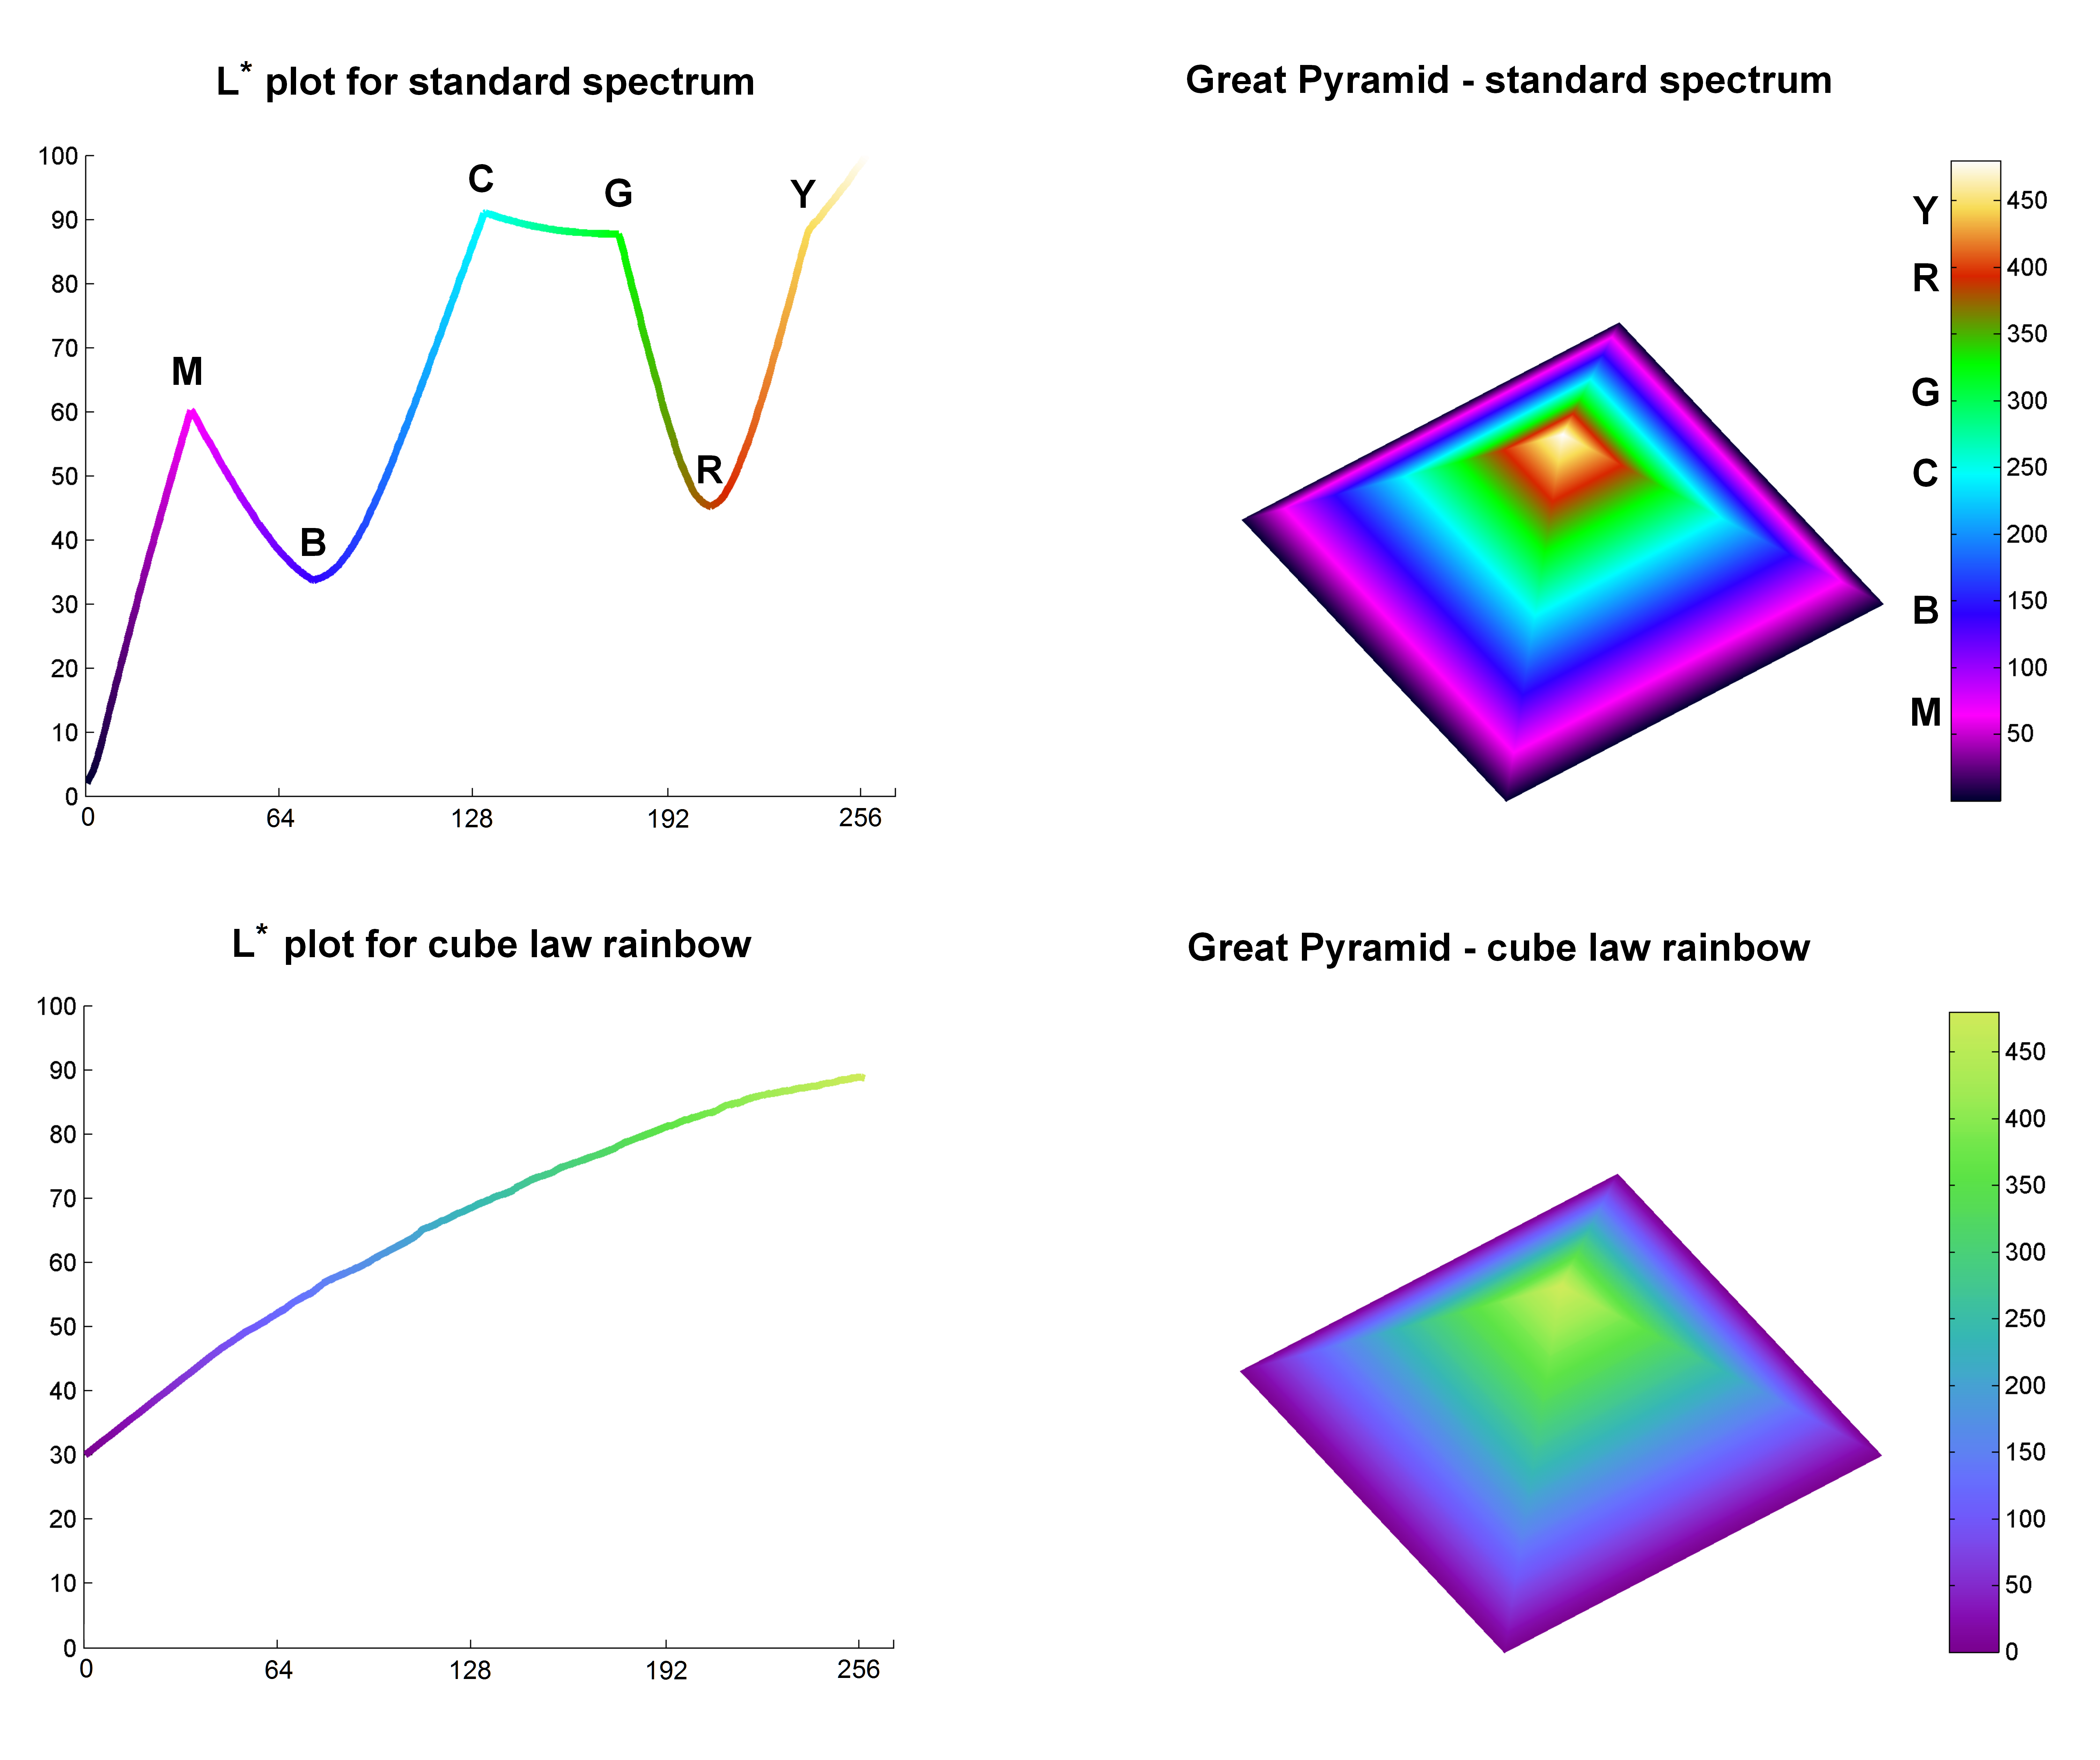 L* plot for standard spectrum
100
90
80
70
60
50
40
30
20
10
0
0 64 128 192 256
M
B
C
G
R
Y
Great Pyramid - standard spectrum
Y
R
G
C
B
M
450
400
350
300
250
200
150
100
50
L* plot for cube law rainbow
100
90
80
70
60
50
40
30
20
10
0
0 64 128 192 256
Great Pyramid - cube law rainbow
450
400
350
300
250
200
150
100
50
0